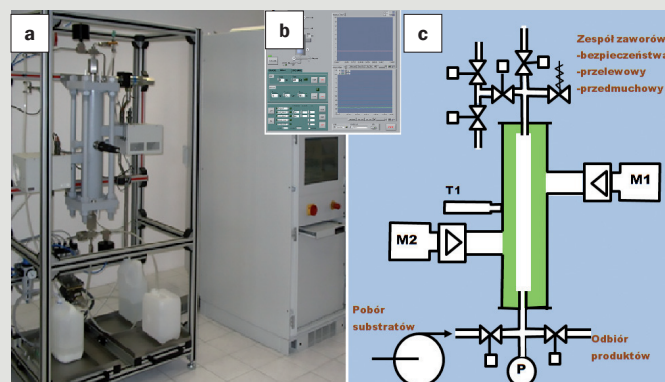 a
b
c
Zespół zaworów
-bezpieczeństwa
-przelewowy
-przedmuchowy
T1
M1
M2
Pobór
substratów
Odbiór
produktów
P